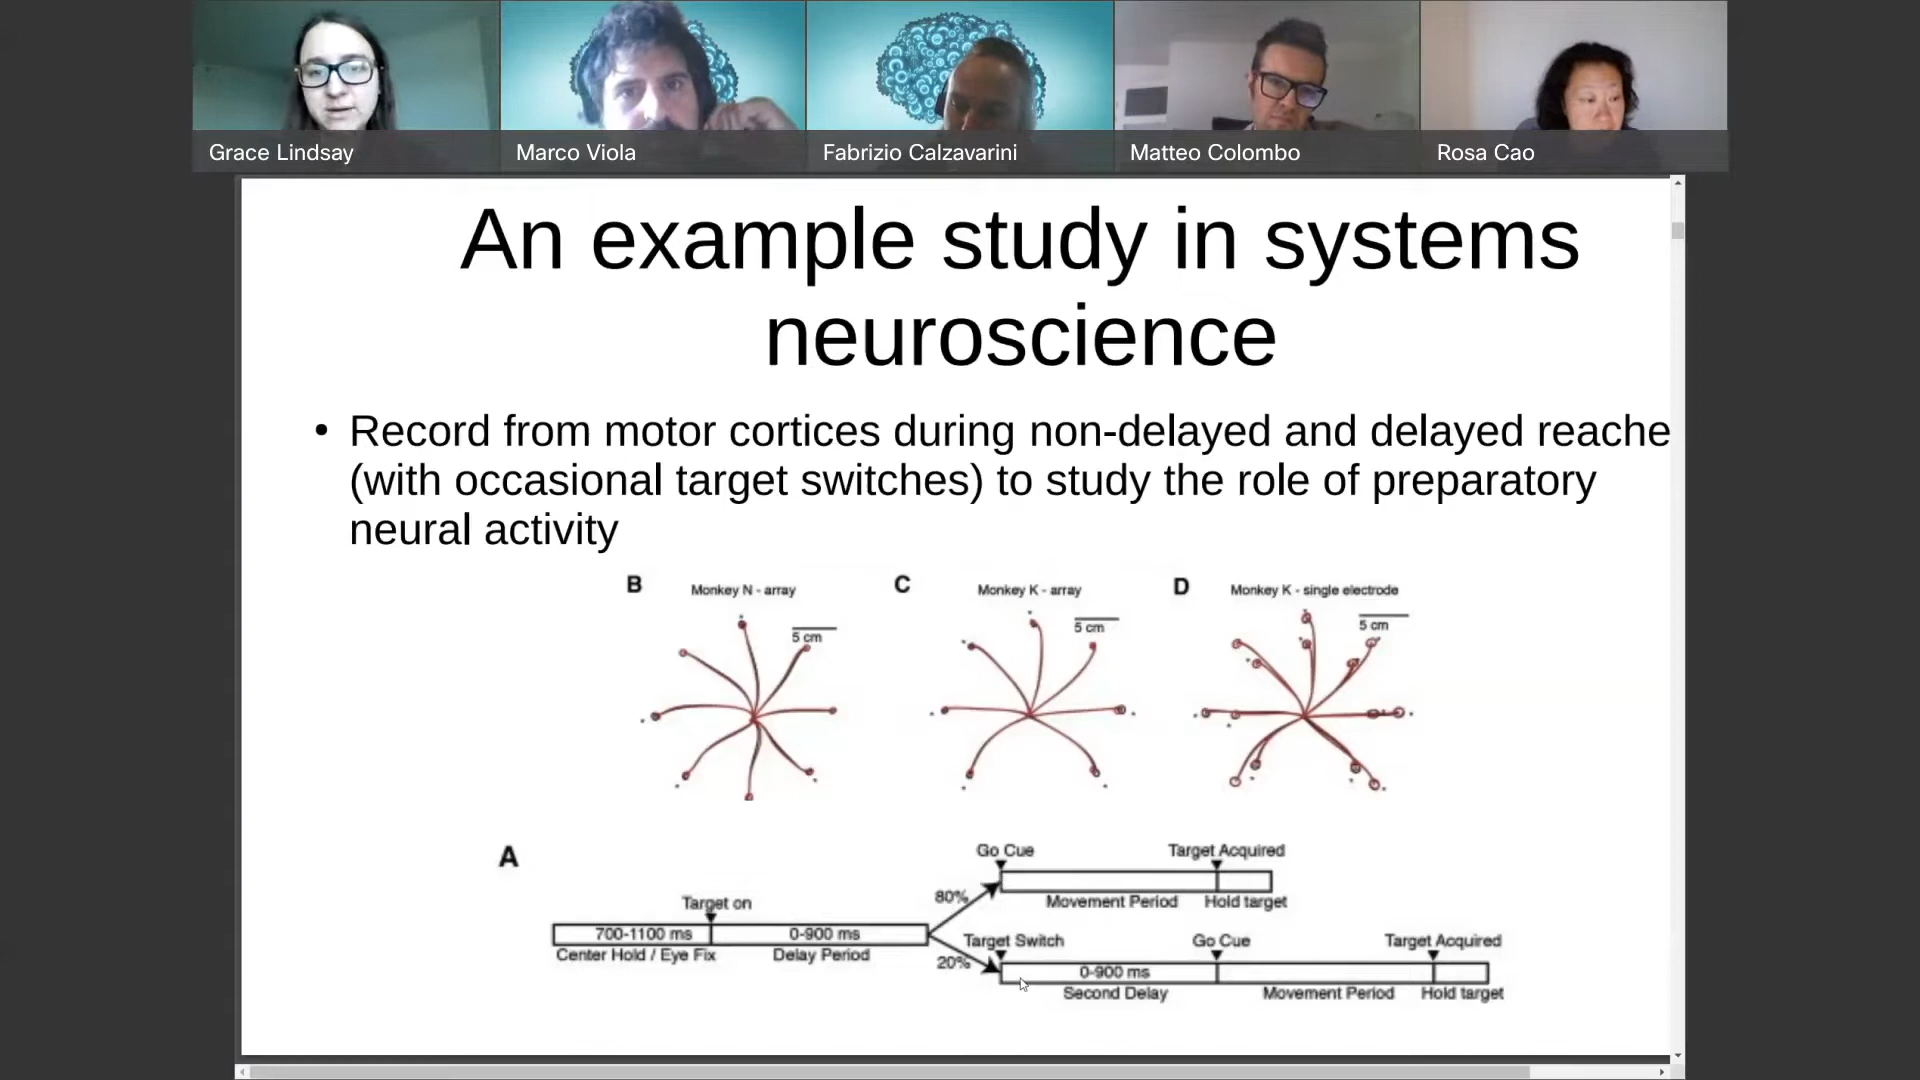 Grace Lindsay
Marco Viola
Fabrizio Calzavarini
Matteo Colombo
Rosa Cao
An example study in systems
neuroscience
• Record from motor cortices during non-delayed and delayed reache
(with occasional target switches) to study the role of preparatory
neural activity
B Monkey N - array
5 cm
C Monkey K - array
5 cm
D Monkey K - single electrode
5 cm
A
Go Cue Target Acquired
80%
Movement Period Hold target
Target on
700-1100 ms 0-900 ms
Center Hold / Eye Fix Delay Period
Target Switch Go Cue Target Acquired
20%
0-900 ms
Second Delay Movement Period Hold target